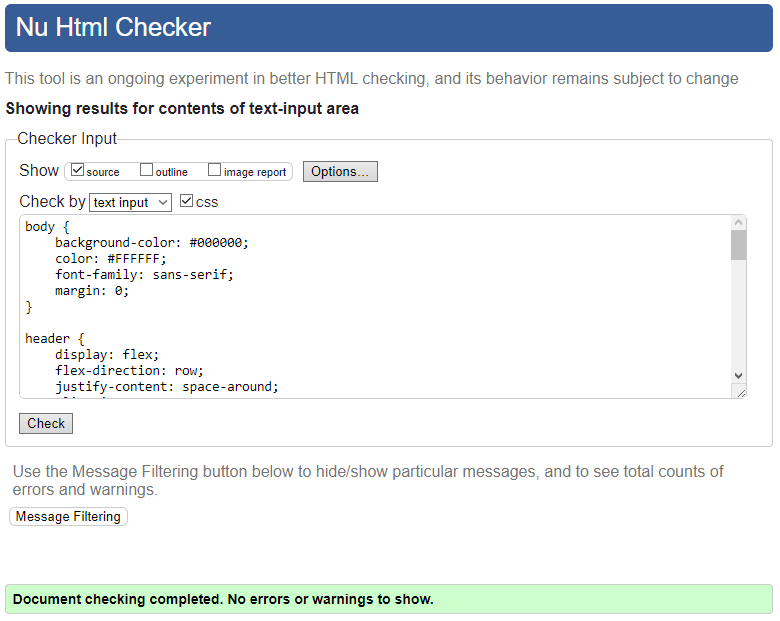 Nu Html Checker
This tool is an ongoing experiment in better HTML checking, and its behavior remains subject to change
Showing results for contents of text-input area
Checker Input
Show source outline image report Options...
Check by text input css
body {
    background-color: #000000;
    color: #FFFFFF;
    font-family: sans-serif;
    margin: 0;
}
header {
    display: flex;
    flex-direction: row;
    justify-content: space-around;
Check
Use the Message Filtering button below to hide/show particular messages, and to see total counts of
errors and warnings.
Message Filtering
Document checking completed. No errors or warnings to show.